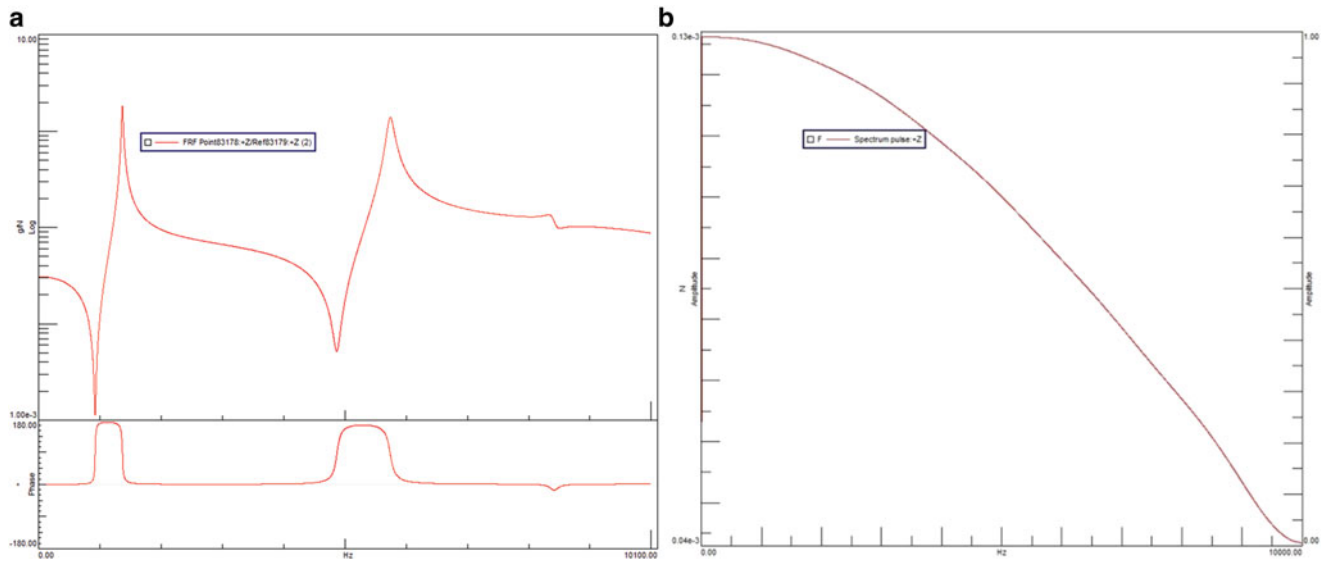 a
10.00
g/N
Log
FRF Point83178:+Z/Ref83179:+Z (2)
1.00e-3
180.00
Phase
-180.00
0.00
Hz
10100.00
b
0.13e-3
1.00
F Spectrum pulse:+Z
N
Amplitude
Amplitude
0.04e-3
0.00
0.00
Hz
10000.00